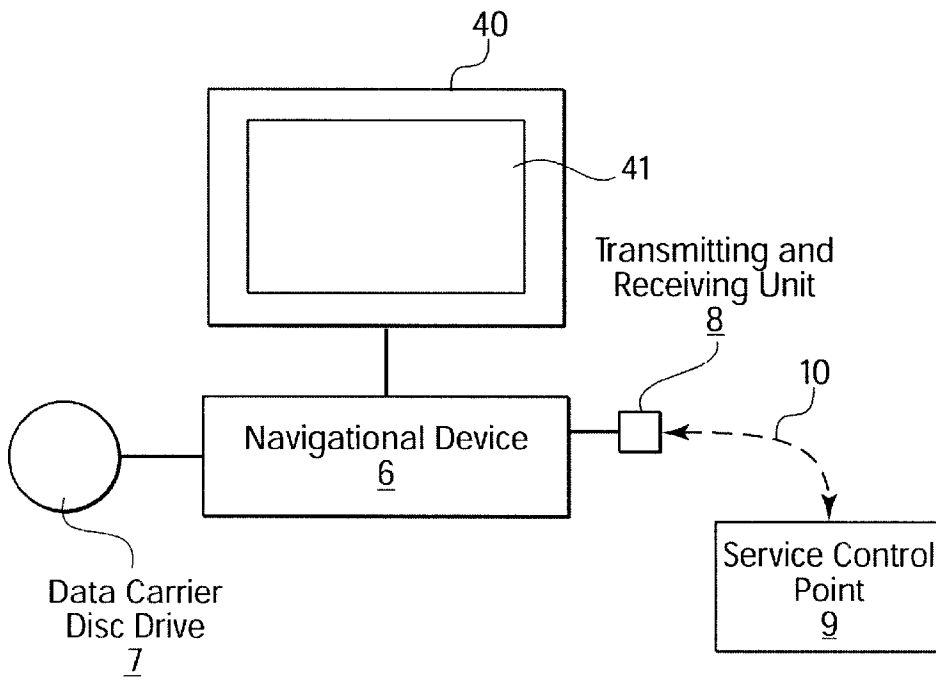 40
41
Transmitting and
Receiving Unit
8
10
Navigational Device
6
Service Control
Point
9
Data Carrier
Disc Drive
7